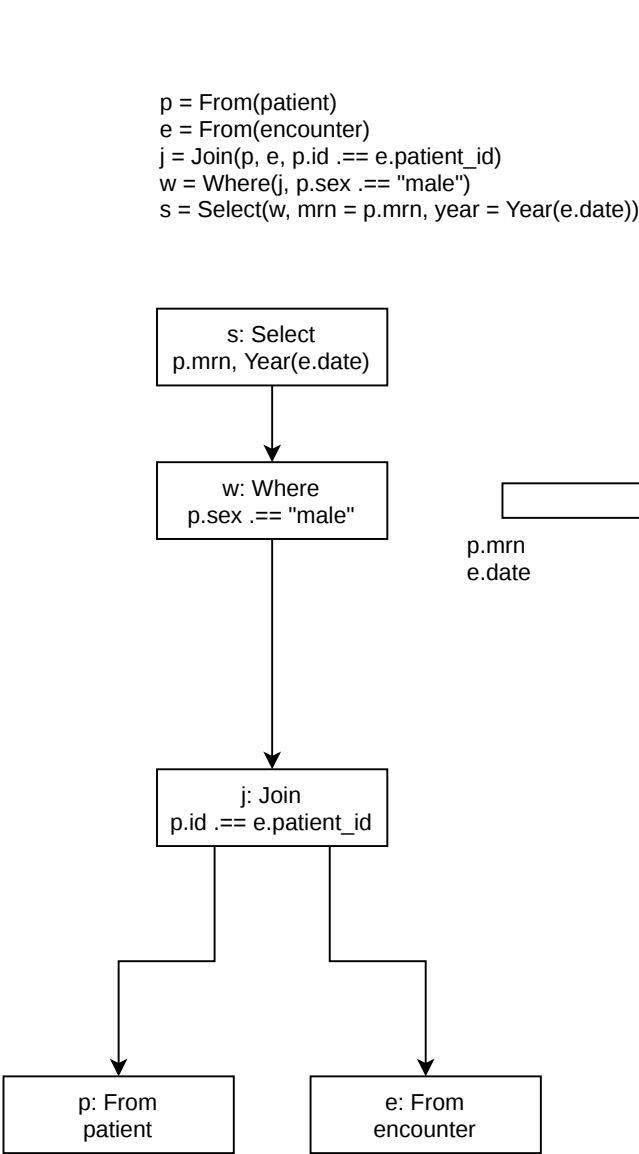 p = From(patient)
e = From(encounter)
j = Join(p, e, p.id .== e.patient_id)
w = Where(j, p.sex .== "male")
s = Select(w, mrn = p.mrn, year = Year(e.date))
s: Select
p.mrn, Year(e.date)
w: Where
p.sex .== "male"
p.mrn
e.date
j: Join
p.id .== e.patient_id
p: From
patient
e: From
encounter